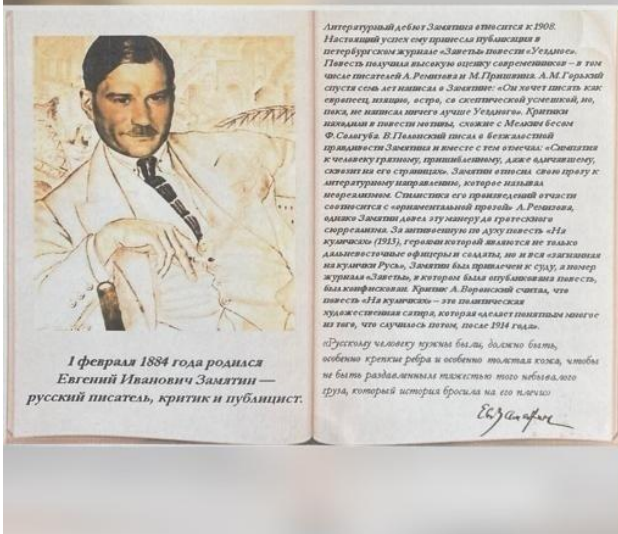 1 февраля 1884 года родился
Евгений Иванович Замятин —
русский писатель, критик и публицист.
Литературный дебют Замятина относится к 1908.
Настоящий успех ему принесла публикация в
петербургском журнале «Заветы» повести «Уездное».
Повесть получила высокую оценку современников – в том
числе писателей А.Ремизова и М.Пришвина. А.М.Горький
спустя семь лет написал о Замятине: «Он хочет писать как
европеец, изящно, остро, со скептической усмешкой, но,
пока, не написал ничего лучше Уездного». Критики
находили в повести мотивы, схожие с Мелким бесом
Ф.Сологуба. В.Полонский писал о безжалостной
правдивости Замятина и вместе с тем отмечал: «Симпатия
к человеку грязному, пришибленному, даже одичавшему,
сквозит на его страницах». Замятин относил свою прозу к
литературному направлению, которое называл
неореализмом. Стилистика его произведений отчасти
соотносится с «орнаментальной прозой» А.Ремизова,
однако Замятин довел эту манеру до гротескного
сюрреализма. За антивоенную по духу повесть «На
куличках» (1913), героями которой являются не только
дальневосточные офицеры и солдаты, но и вся «загнанная
на кулички Русь», Замятин был привлечен к суду, а номер
журнала «Заветы», в котором была опубликована повесть,
был конфискован. Критик А.Воронский считал, что
повесть «На куличках» – это политическая
художественная сатира, которая «делает понятным многое
из того, что случилось потом, после 1914 года».
«Русскому человеку нужны были, должно быть,
особенно крепкие ребра и особенно толстая кожа, чтобы
не быть раздавленным тяжестью того небывалого
груза, который история бросила на его плечи»
Евг. Замятин